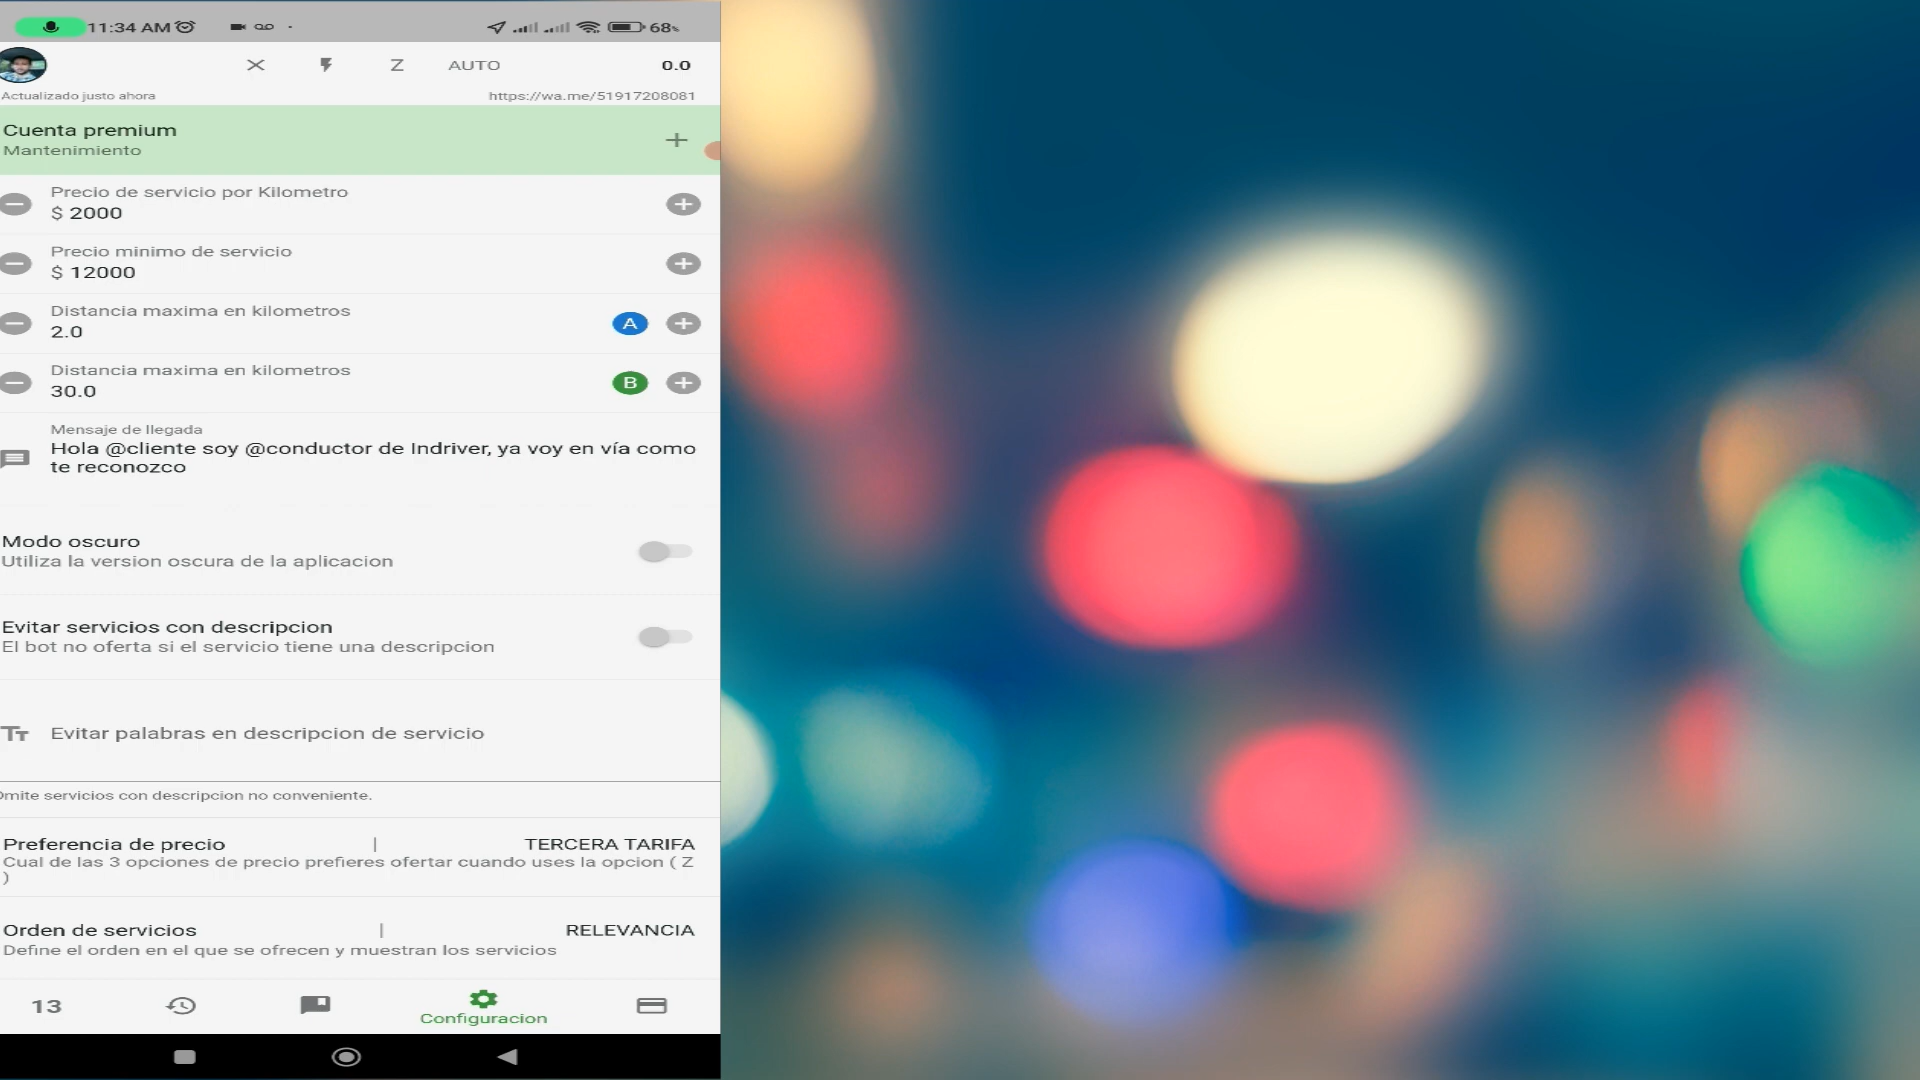 11:34 AM 68%
Z AUTO 0.0
Actualizado justo ahora https://wa.me/51917208081
Cuenta premium
Mantenimiento
Precio de servicio por Kilometro
$ 2000
Precio minimo de servicio
$ 12000
Distancia maxima en kilometros
2.0 A
Distancia maxima en kilometros
30.0 B
Mensaje de llegada
Hola @cliente soy @conductor de Indriver, ya voy en vía como
te reconozco
Modo oscuro
Utiliza la version oscura de la aplicacion
Evitar servicios con descripcion
El bot no oferta si el servicio tiene una descripcion
Evitar palabras en descripcion de servicio
Omite servicios con descripcion no conveniente.
Preferencia de precio | TERCERA TARIFA
Cual de las 3 opciones de precio prefieres ofertar cuando uses la opcion ( Z
)
Orden de servicios | RELEVANCIA
Define el orden en el que se ofrecen y muestran los servicios
13
Configuracion